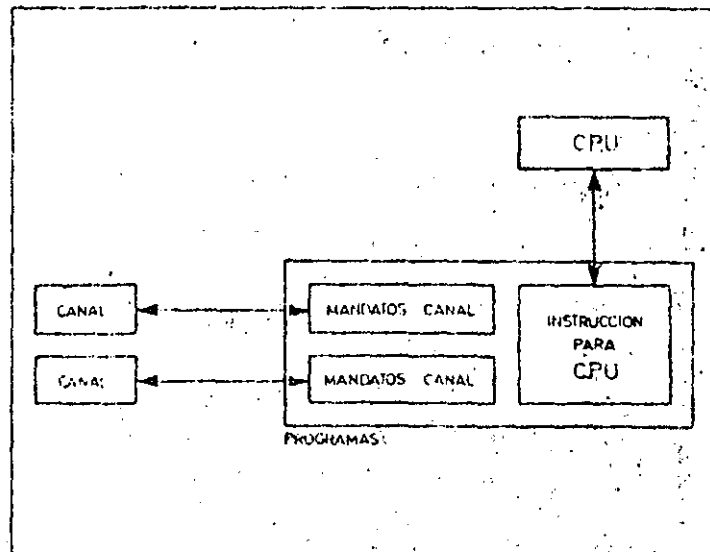 CPU
CANAL
MANDATOS CANAL
INSTRUCCION
PARA
CPU
CANAL
MANDATOS CANAL
PROGRAMAS